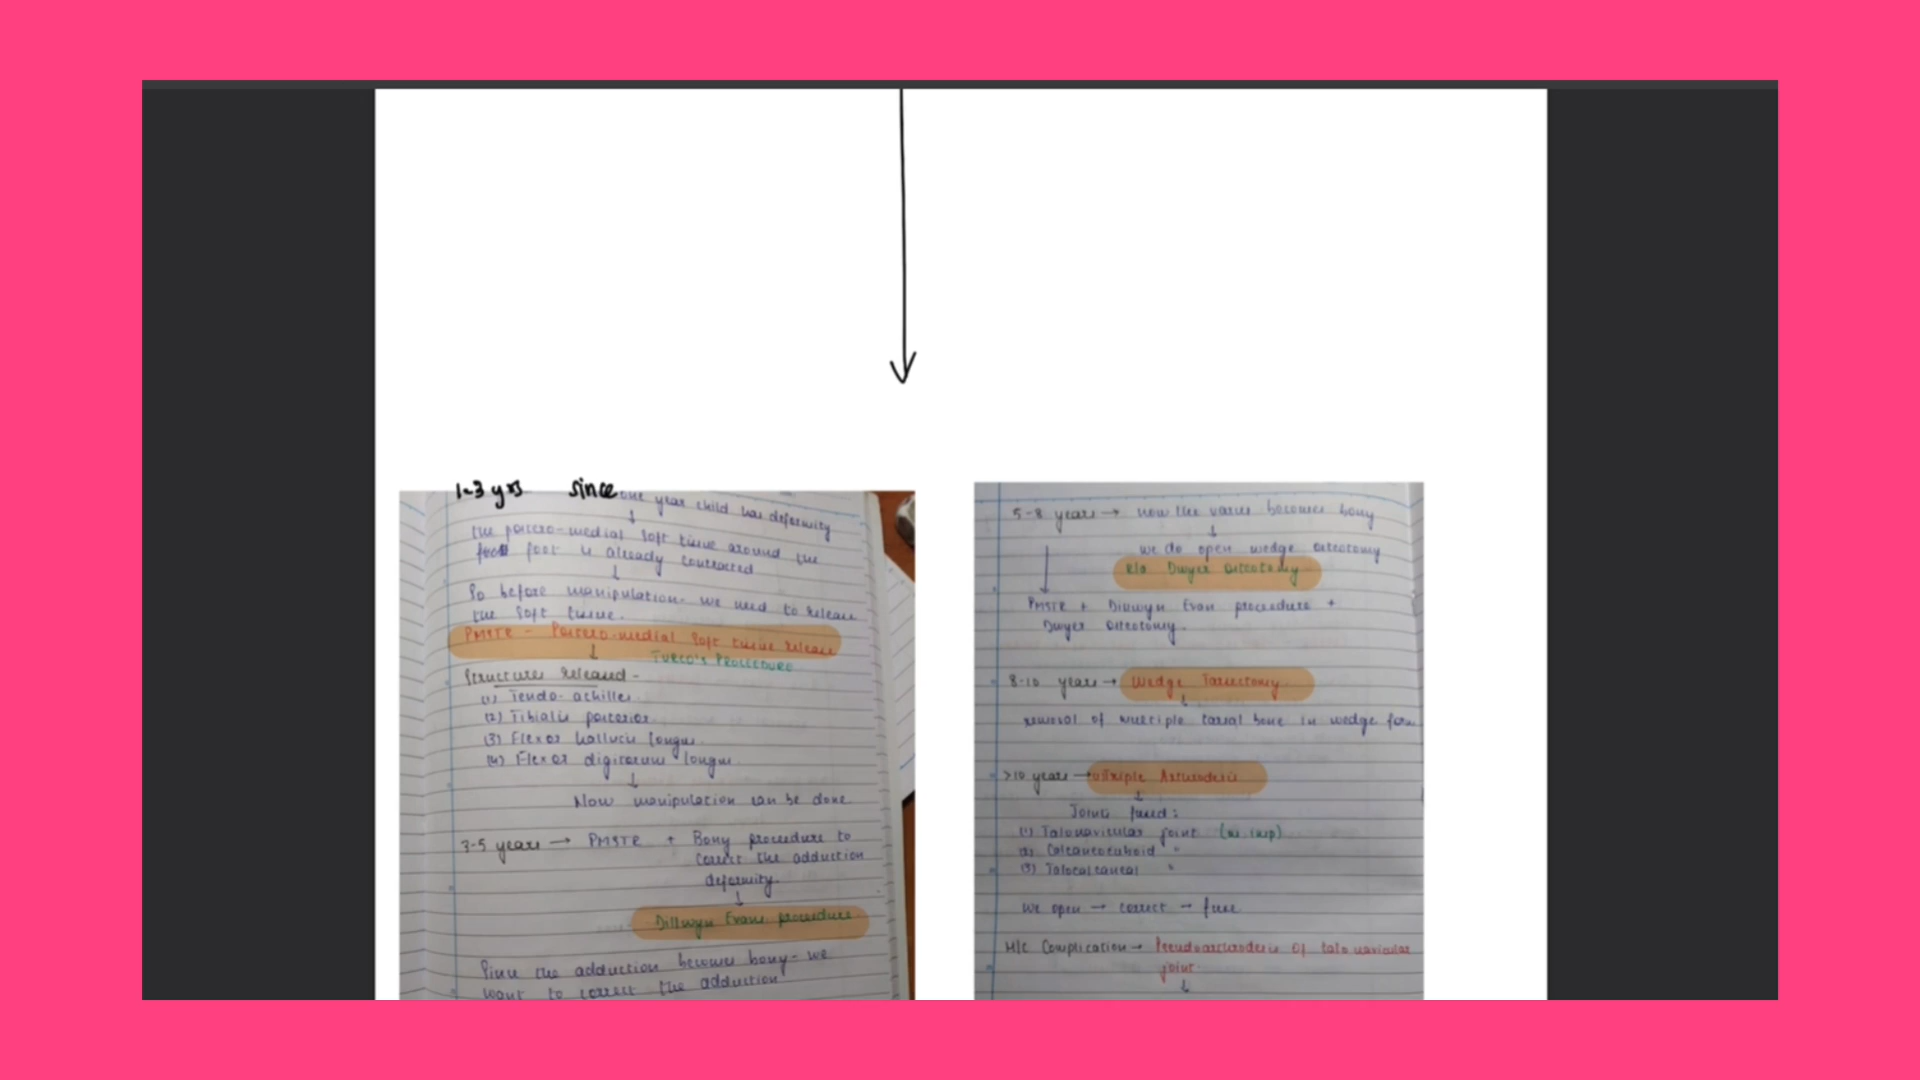 1-3 yrs since one year child has deformity
↓
the postero-medial soft tissue around the
foot is already contracted
↓
So before manipulation- we need to release
the soft tissue.
PMSTR - Postero-medial soft tissue release
↓ TURCO'S PROCEDURE
Structures released -
(1) Tendo-achilles
(2) Tibialis posterior
(3) Flexor hallucis longus
(4) Flexor digitorum longus
↓
Now manipulation can be done
3-5 years → PMSTR + Bony procedure to
correct the adduction
deformity
↓
Dillwyn Evans procedure
Since the adduction becomes bony- we
want to correct the adduction
5-8 years → now the varus becomes bony
↓
we do open wedge osteotomy
Dwyer osteotomy
PMSTR + Dillwyn Evan procedure +
Dwyer osteotomy.
8-10 years → Wedge Tarsectomy
↓
removal of multiple tarsal bone in wedge form
>10 years → Triple Arthrodesis
↓
Joints fused:
(1) Talonavicular joint (m. imp)
(2) Calcaneocuboid "
(3) Talocalcaneal "
we open → correct → fuse
M/c Complication → Pseudoarthrodesis of talonavicular
joint.
↓